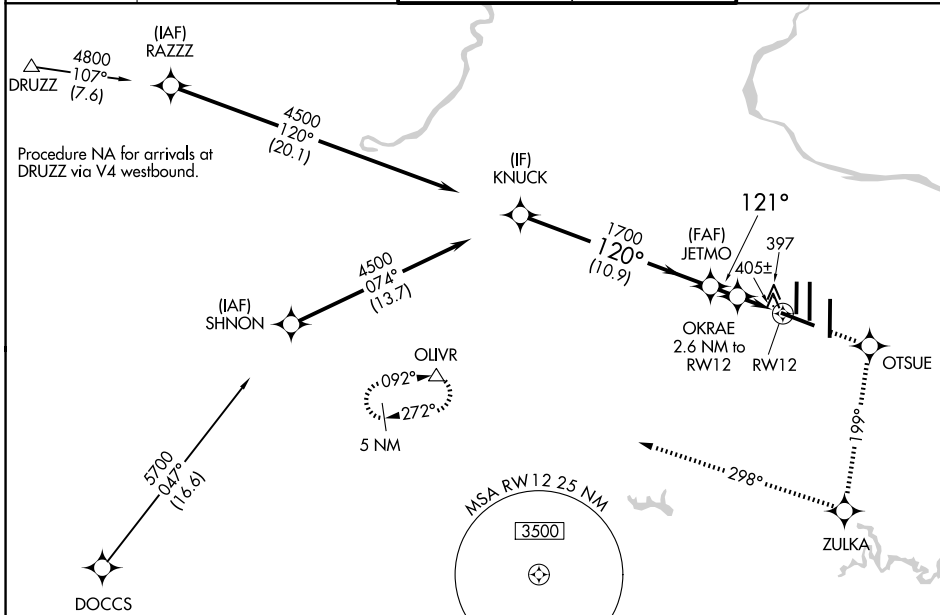 (IAF)
RAZZZ
4800
107°
(7.6)
DRUZZ
4500
120°
(20.1)
Procedure NA for arrivals at
DRUZZ via V4 westbound.
(IF)
KNUCK
121°
1700
120°
(10.9)
(FAF)
JETMO
397
405±
4500
074°
(13.7)
(IAF)
SHNON
OKRAE
2.6 NM to
RW12
RW12
OTSUE
OLIVR
092°
272°
5 NM
199°
298°
5700
047°
(16.6)
MSA RW12 25 NM
3500
ZULKA
DOCCS